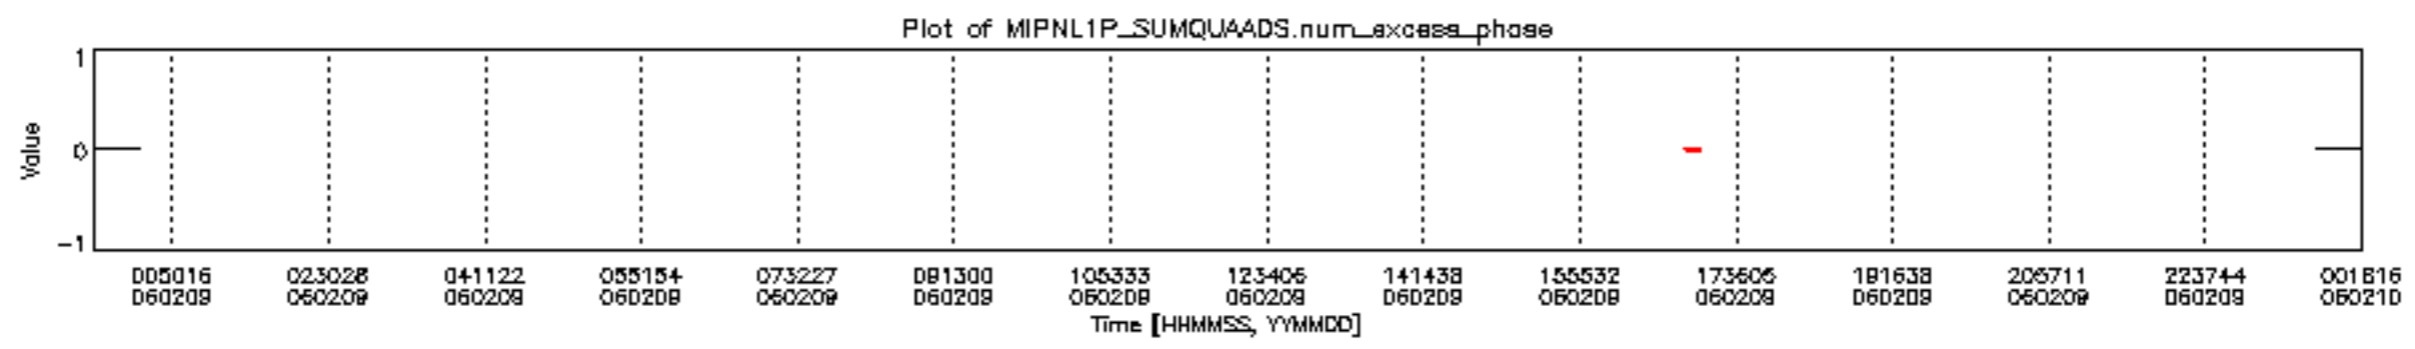 Plot of MIPNL1P_SUMQUAADS.num_excess_phase
1
Value
0
-1
005016 023028 041122 055154 073227 091300 105333 123406 141438 155532 173605 191638 205711 223744 001816
060209 060209 060209 060209 060209 060209 060209 060209 060209 060209 060209 060209 060209 060209 060210
Time [HHMMSS, YYMMDD]